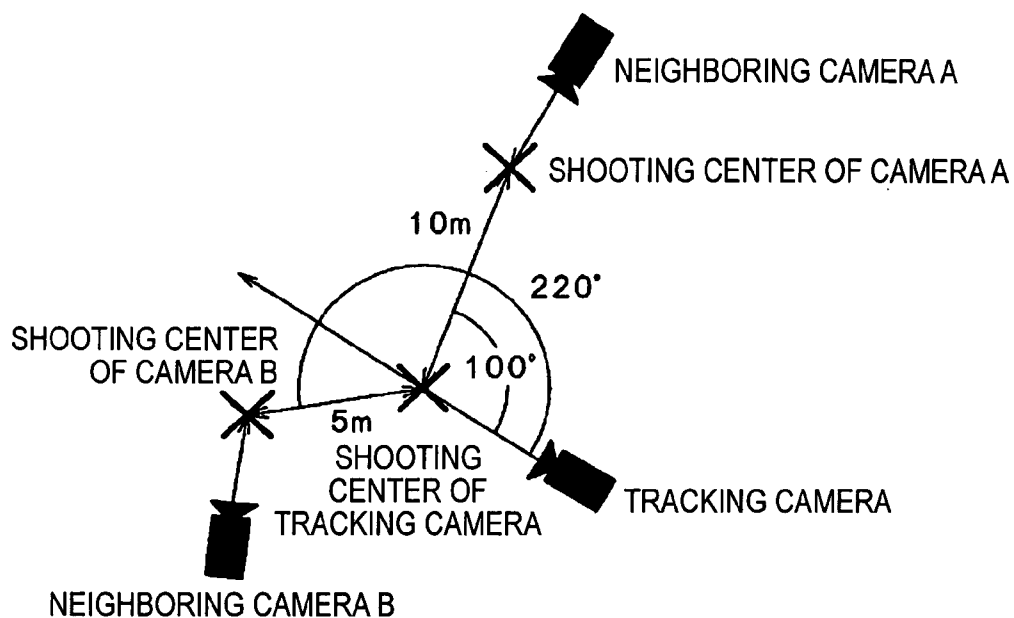 NEIGHBORING CAMERA A
SHOOTING CENTER OF CAMERA A
10m
220°
SHOOTING CENTER
OF CAMERA B
100°
5m
SHOOTING
CENTER OF
TRACKING CAMERA
TRACKING CAMERA
NEIGHBORING CAMERA B